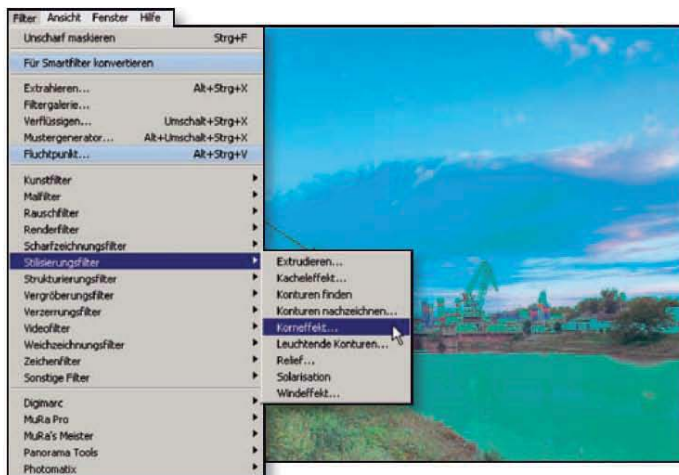 Filter Ansicht Fenster Hilfe
Unscharf maskieren Strg+F
Für Smartfilter konvertieren
Extrahieren... Alt+Strg+X
Filtergalerie...
Verflüssigen... Umschalt+Strg+X
Mustergenerator... Alt+Umschalt+Strg+X
Fluchtpunkt... Alt+Strg+V
Kunstfilter
Malfilter
Rauschfilter
Renderfilter
Scharfzeichnungsfilter
Stilisierungsfilter
Strukturierungsfilter
Vergröberungsfilter
Verzerrungsfilter
Videofilter
Weichzeichnungsfilter
Zeichenfilter
Sonstige Filter
Digimarc
MuRa Pro
MuRa's Meister
Panorama Tools
Photomatix
Extrudieren...
Kacheleffekt...
Konturen finden
Konturen nachzeichnen...
Korneffekt...
Leuchtende Konturen...
Relief...
Solarisation
Windeffekt...